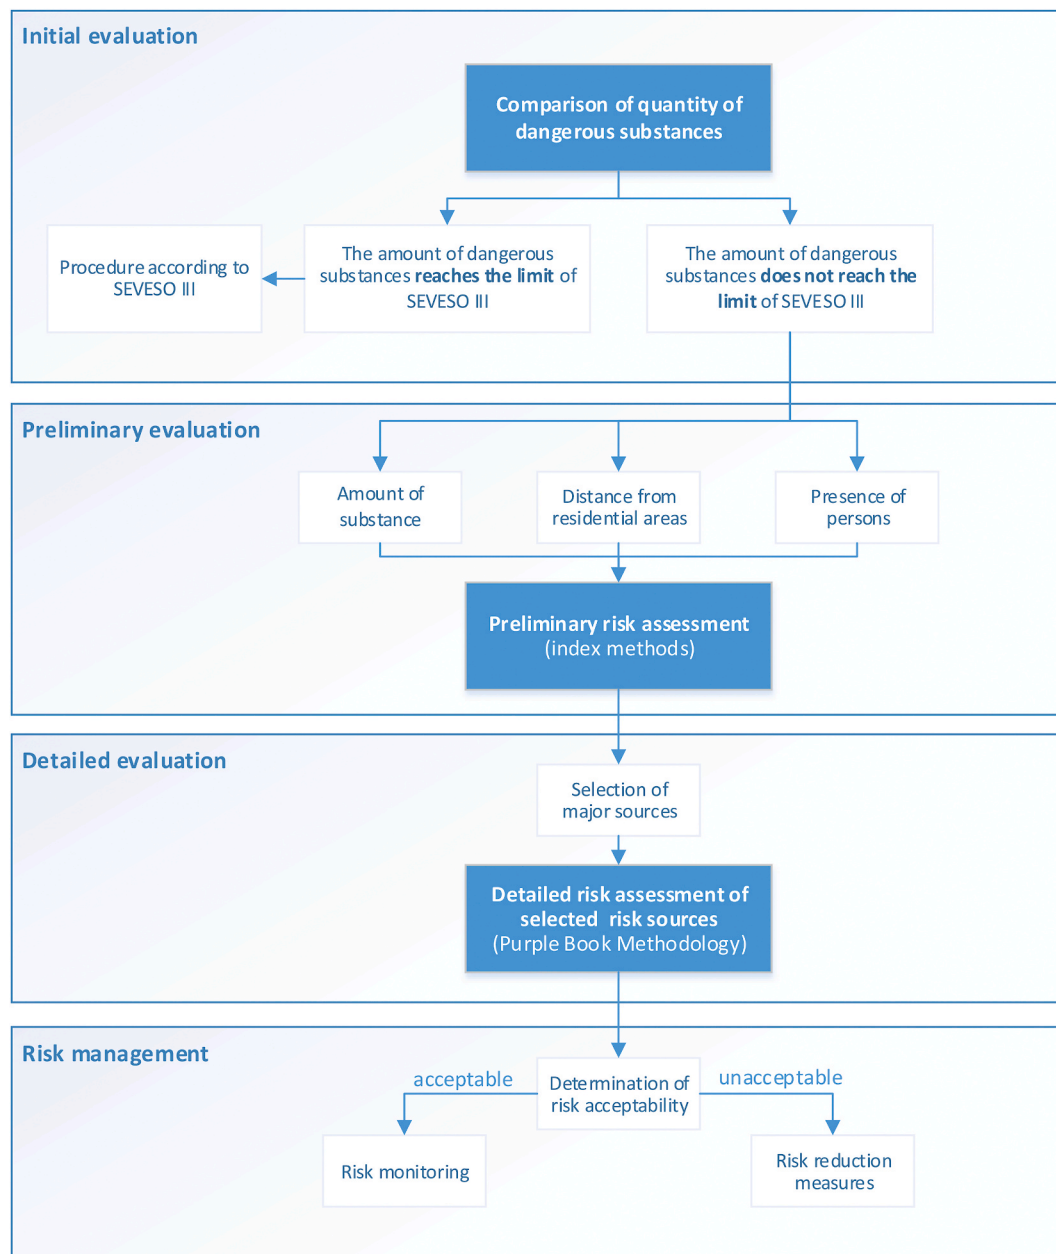 Initial evaluation
Comparison of quantity of
dangerous substances
Procedure according to
SEVESO III
The amount of dangerous
substances reaches the limit of
SEVESO III
The amount of dangerous
substances does not reach the
limit of SEVESO III
Preliminary evaluation
Amount of
substance
Distance from
residential areas
Presence of
persons
Preliminary risk assessment
(index methods)
Detailed evaluation
Selection of
major sources
Detailed risk assessment of
selected risk sources
(Purple Book Methodology)
Risk management
acceptable
Determination of
risk acceptability
unacceptable
Risk monitoring
Risk reduction
measures